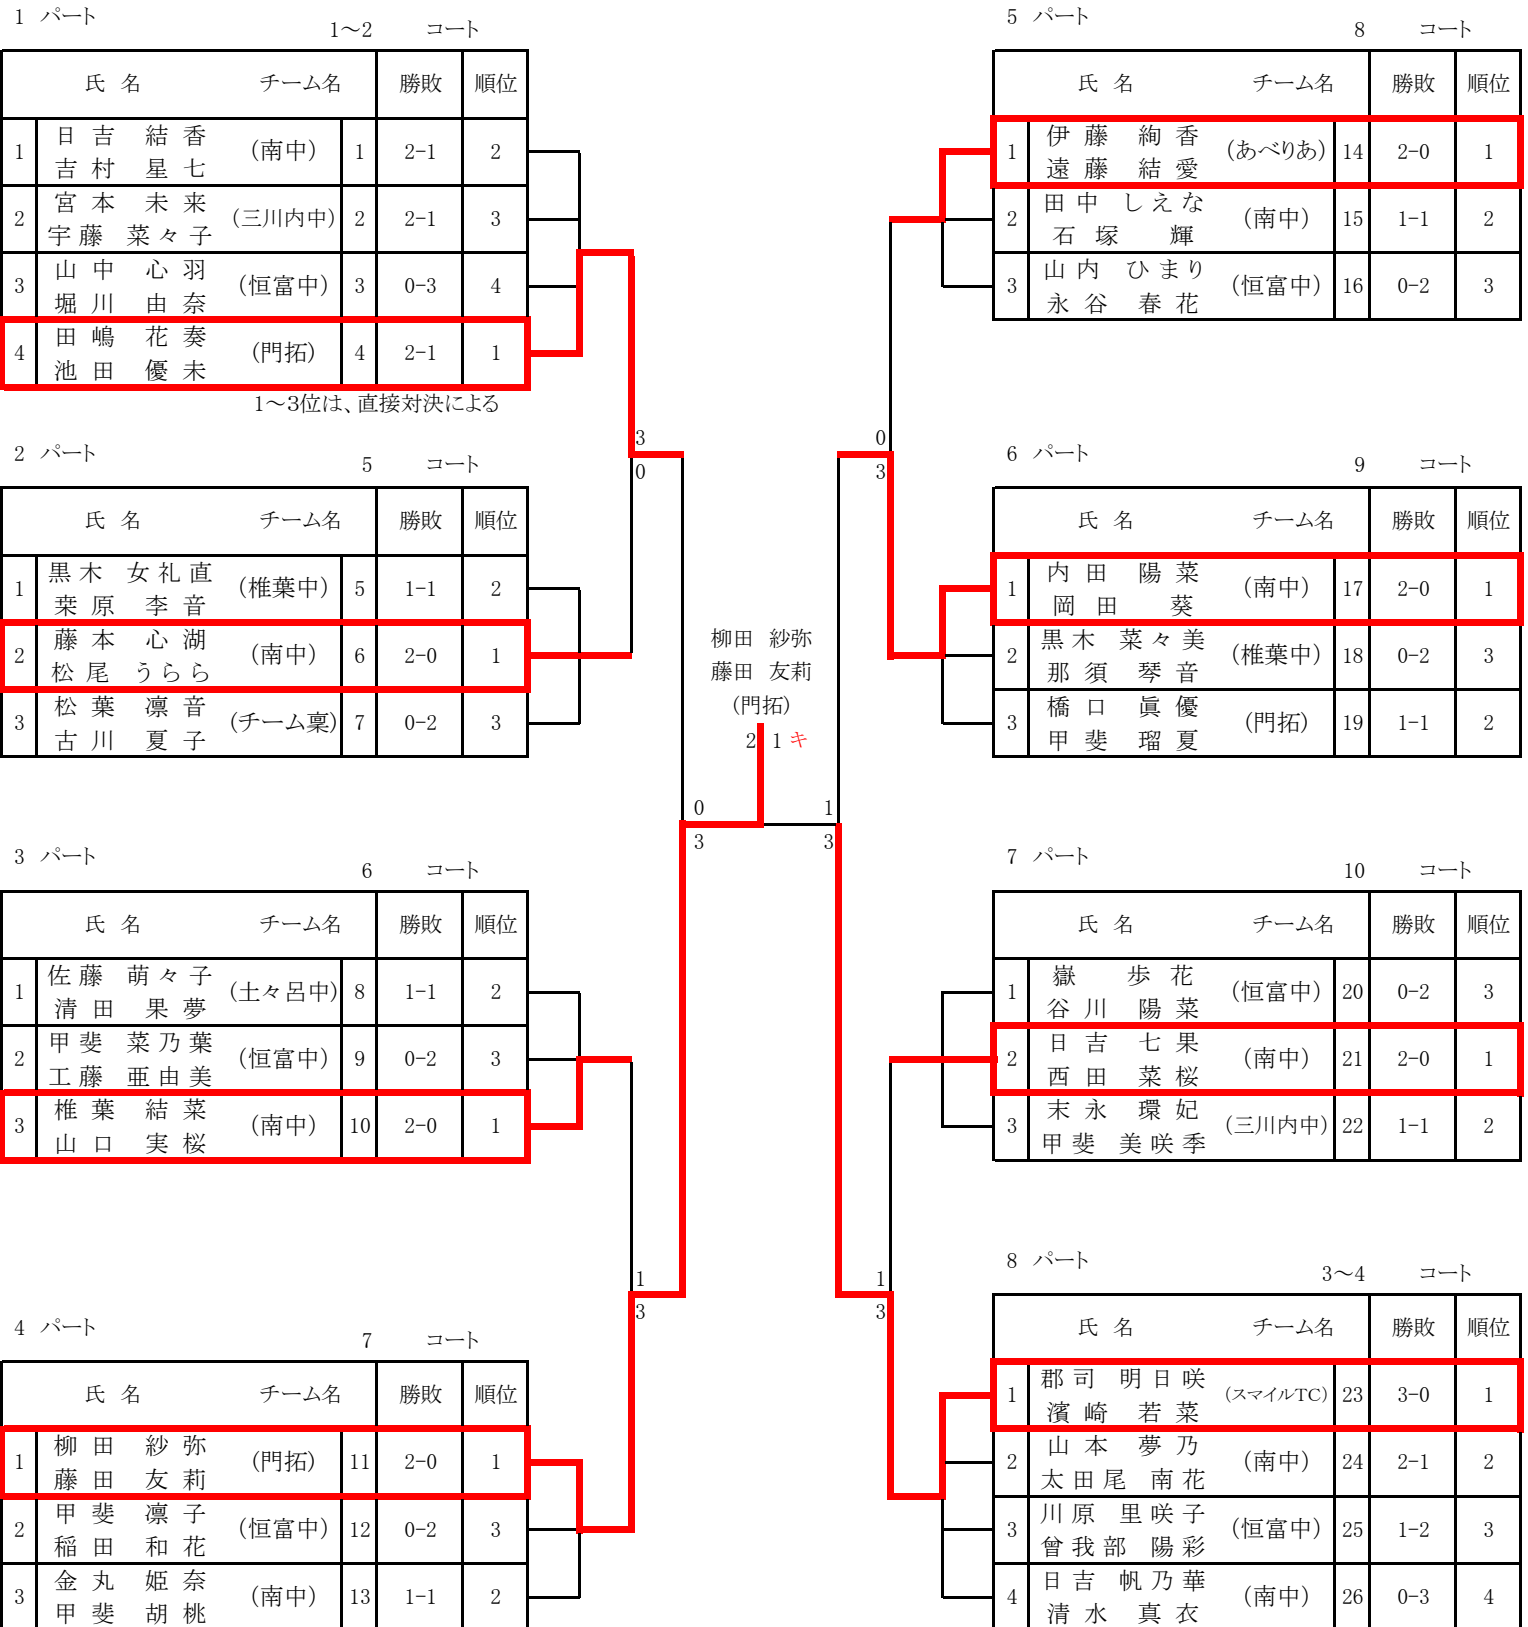 1 パート
1～2 コート
氏 名 チーム名 勝敗 順位
1 日吉 結香 吉村 星七 (南中) 1 2-1 2
2 宮本 未来 宇藤 菜々子 (三川内中) 2 2-1 3
3 山中 心羽 堀川 由奈 (恒富中) 3 0-3 4
4 田嶋 花奏 池田 優未 (門拓) 4 2-1 1
1～3位は、直接対決による
2 パート
5 コート
氏 名 チーム名 勝敗 順位
1 黒木 女礼直 桒原 李音 (椎葉中) 5 1-1 2
2 藤本 心湖 松尾 うらら (南中) 6 2-0 1
3 松葉 凛音 古川 夏子 (チーム稟) 7 0-2 3
3 パート
6 コート
氏 名 チーム名 勝敗 順位
1 佐藤 萌々子 清田 果夢 (土々呂中) 8 1-1 2
2 甲斐 菜乃葉 工藤 亜由美 (恒富中) 9 0-2 3
3 椎葉 結菜 山口 実桜 (南中) 10 2-0 1
4 パート
7 コート
氏 名 チーム名 勝敗 順位
1 柳田 紗弥 藤田 友莉 (門拓) 11 2-0 1
2 甲斐 凛子 稲田 和花 (恒富中) 12 0-2 3
3 金丸 姫奈 甲斐 胡桃 (南中) 13 1-1 2
3
0
1
3
0
3
柳田 紗弥
藤田 友莉
(門拓)
2 1 キ
1
3
0
3
1
3
5 パート
8 コート
氏 名 チーム名 勝敗 順位
1 伊藤 絢香 遠藤 結愛 (あべりあ) 14 2-0 1
2 田中 しえな 石塚 輝 (南中) 15 1-1 2
3 山内 ひまり 永谷 春花 (恒富中) 16 0-2 3
6 パート
9 コート
氏 名 チーム名 勝敗 順位
1 内田 陽菜 岡田 葵 (南中) 17 2-0 1
2 黒木 菜々美 那須 琴音 (椎葉中) 18 0-2 3
3 橋口 眞優 甲斐 瑠夏 (門拓) 19 1-1 2
7 パート
10 コート
氏 名 チーム名 勝敗 順位
1 嶽 歩花 谷川 陽菜 (恒富中) 20 0-2 3
2 日吉 七果 西田 菜桜 (南中) 21 2-0 1
3 末永 環妃 甲斐 美咲季 (三川内中) 22 1-1 2
8 パート
3～4 コート
氏 名 チーム名 勝敗 順位
1 郡司 明日咲 濱崎 若菜 (スマイルTC) 23 3-0 1
2 山本 夢乃 太田尾 南花 (南中) 24 2-1 2
3 川原 里咲子 曾我部 陽彩 (恒富中) 25 1-2 3
4 日吉 帆乃華 清水 真衣 (南中) 26 0-3 4